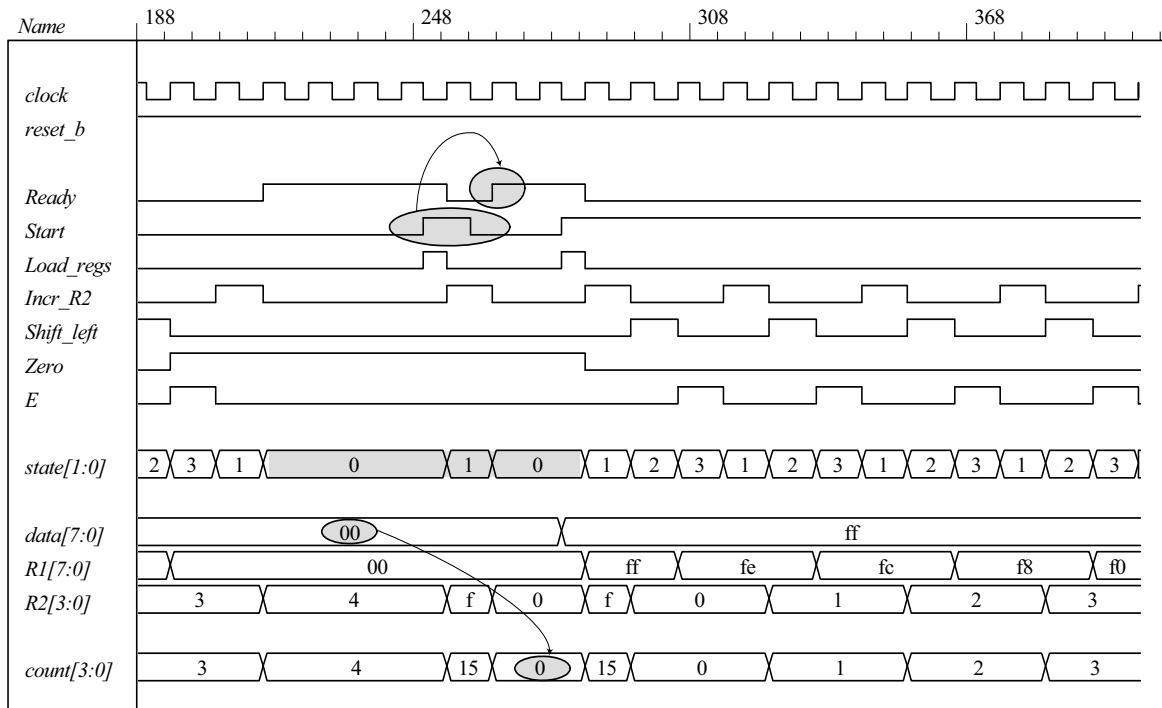 Name 188 248 308 368
clock
reset_b
Ready
Start
Load_regs
Incr_R2
Shift_left
Zero
E
state[1:0] 2 3 1 0 1 0 1 2 3 1 2 3 1 2 3 1 2 3
data[7:0] 00 ff
R1[7:0] 00 ff fe fc f8 f0
R2[3:0] 3 4 f 0 f 0 1 2 3
count[3:0] 3 4 15 0 15 0 1 2 3